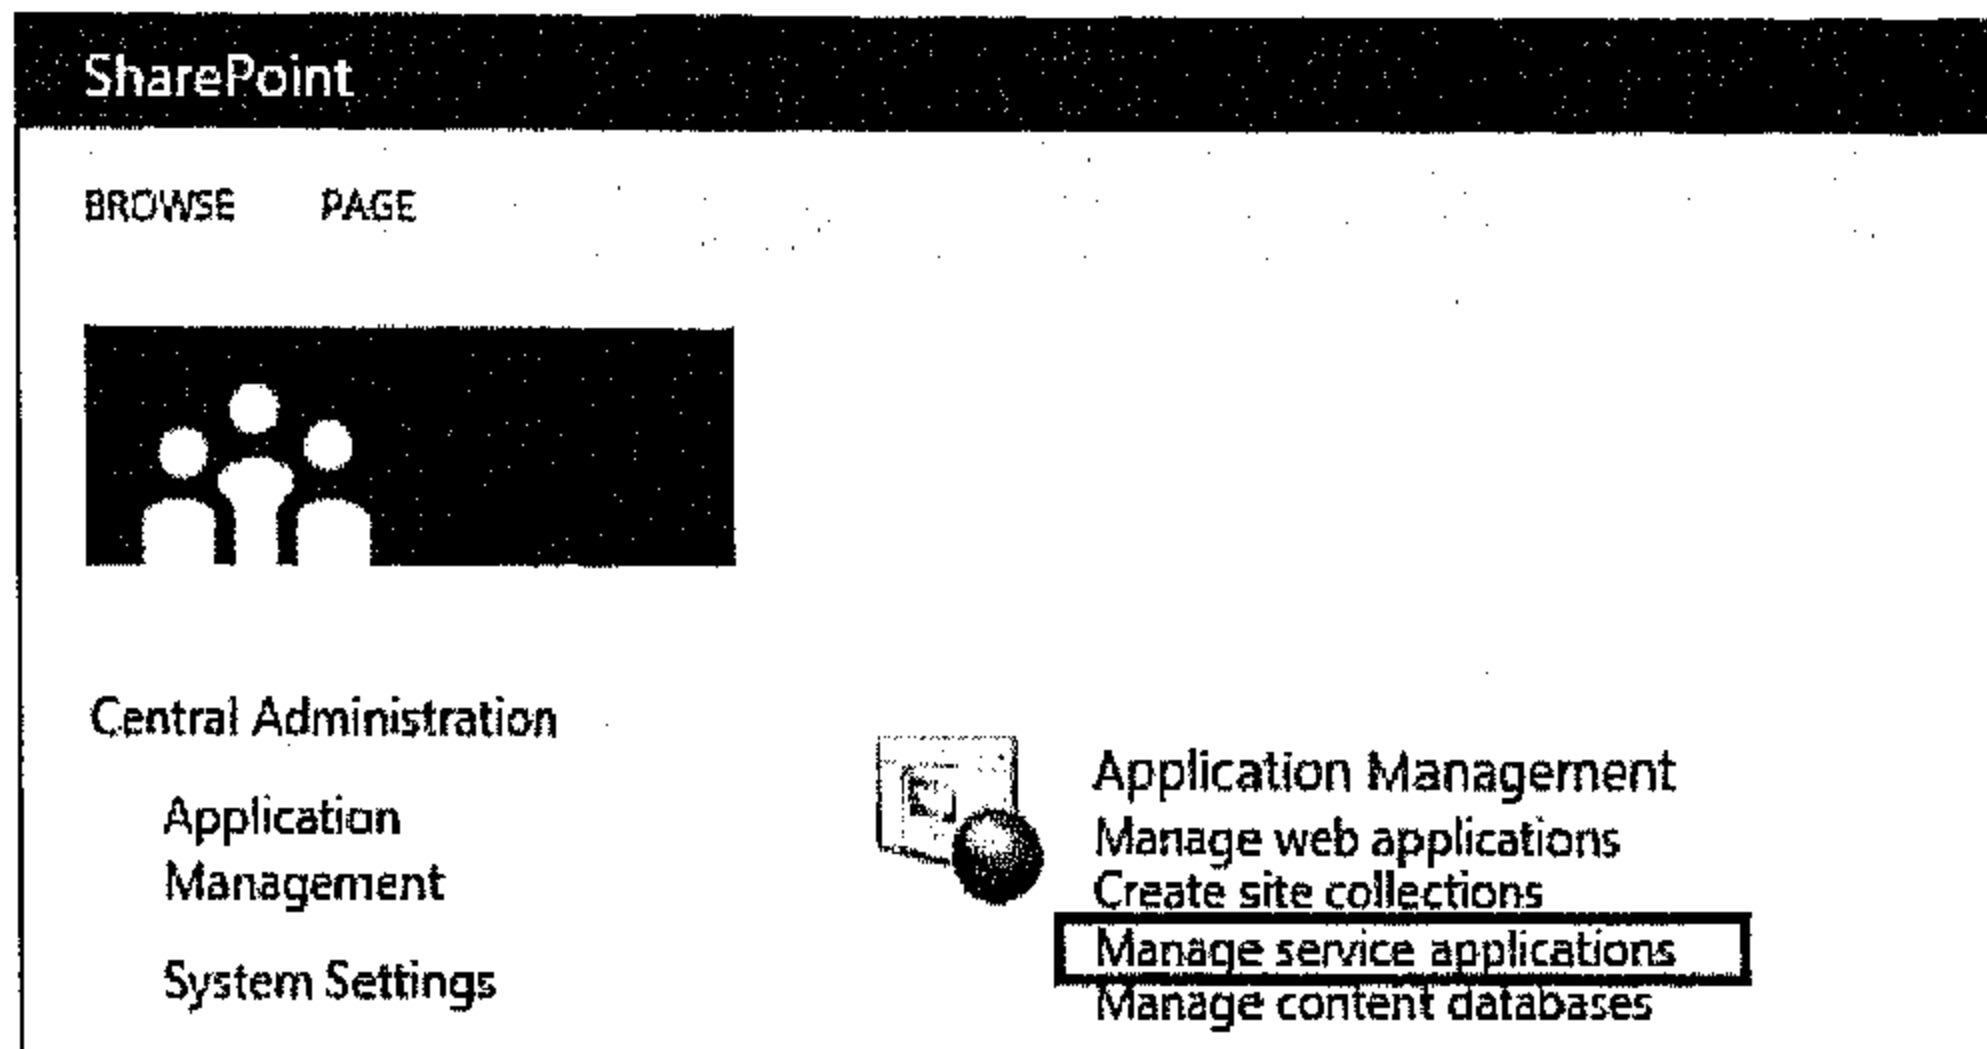 SharePoint
BROWSE PAGE
Central Administration
Application
Management
System Settings
Application Management
Manage web applications
Create site collections
Manage service applications
Manage content databases